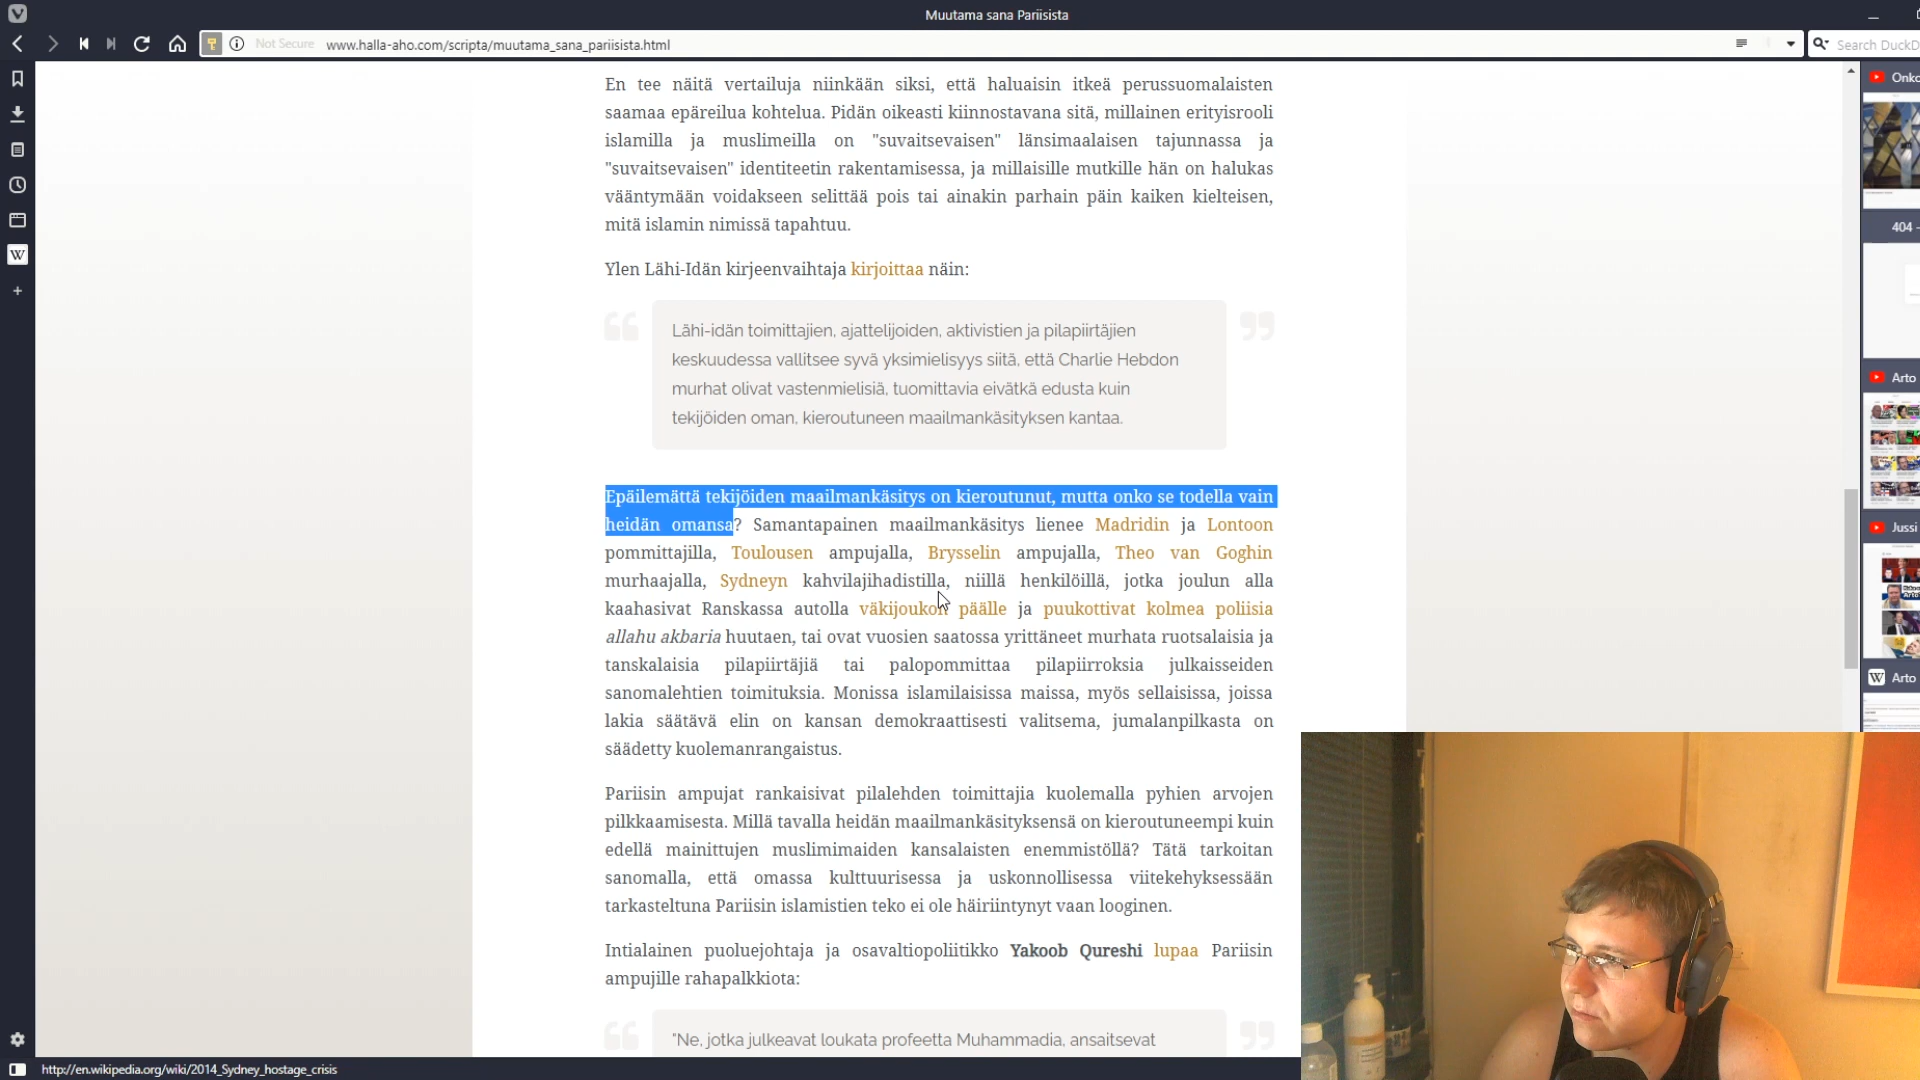 Muutama sana Pariisista
Not Secure www.halla-aho.com/scripta/muutama_sana_pariisista.html
Search DuckD
En tee näitä vertailuja niinkään siksi, että haluaisin itkeä perussuomalaisten
saamaa epäreilua kohtelua. Pidän oikeasti kiinnostavana sitä, millainen erityisrooli
islamilla ja muslimeilla on "suvaitsevaisen" länsimaalaisen tajunnassa ja
"suvaitsevaisen" identiteetin rakentamisessa, ja millaisille mutkille hän on halukas
vääntymään voidakseen selittää pois tai ainakin parhain päin kaiken kielteisen,
mitä islamin nimissä tapahtuu.
Ylen Lähi-Idän kirjeenvaihtaja kirjoittaa näin:
Lähi-idän toimittajien, ajattelijoiden, aktivistien ja pilapiirtäjien
keskuudessa vallitsee syvä yksimielisyys siitä, että Charlie Hebdon
murhat olivat vastenmielisiä, tuomittavia eivätkä edusta kuin
tekijöiden oman, kieroutuneen maailmankäsityksen kantaa.
Epäilemättä tekijöiden maailmankäsitys on kieroutunut, mutta onko se todella vain
heidän omansa? Samantapainen maailmankäsitys lienee Madridin ja Lontoon
pommittajilla, Toulousen ampujalla, Brysselin ampujalla, Theo van Goghin
murhaajalla, Sydneyn kahvilajihadistilla, niillä henkilöillä, jotka joulun alla
kaahasivat Ranskassa autolla väkijoukon päälle ja puukottivat kolmea poliisia
allahu akbaria huutaen, tai ovat vuosien saatossa yrittäneet murhata ruotsalaisia ja
tanskalaisia pilapiirtäjiä tai palopommittaa pilapiirroksia julkaisseiden
sanomalehtien toimituksia. Monissa islamilaisissa maissa, myös sellaisissa, joissa
lakia säätävä elin on kansan demokraattisesti valitsema, jumalanpilkasta on
säädetty kuolemanrangaistus.
Pariisin ampujat rankaisivat pilalehden toimittajia kuolemalla pyhien arvojen
pilkkaamisesta. Millä tavalla heidän maailmankäsityksensä on kieroutuneempi kuin
edellä mainittujen muslimimaiden kansalaisten enemmistöllä? Tätä tarkoitan
sanomalla, että omassa kulttuurisessa ja uskonnollisessa viitekehyksessään
tarkasteltuna Pariisin islamistien teko ei ole häiriintynyt vaan looginen.
Intialainen puoluejohtaja ja osavaltiopoliitikko Yakoob Qureshi lupaa Pariisin
ampujille rahapalkkiota:
"Ne, jotka julkeavat loukata profeetta Muhammadia, ansaitsevat
Onko
404 -
Arto
Jussi
W Arto
http://en.wikipedia.org/wiki/2014_Sydney_hostage_crisis